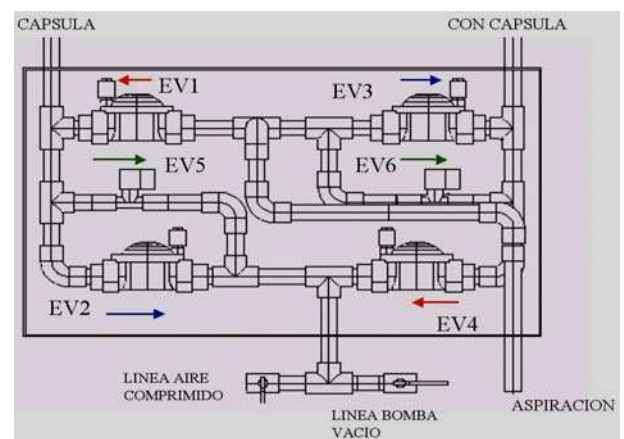 CAPSULA
CON CAPSULA
EV1
EV3
EV5
EV6
EV2
EV4
LINEA AIRE
COMPRIMIDO
LINEA BOMBA
VACIO
ASPIRACION